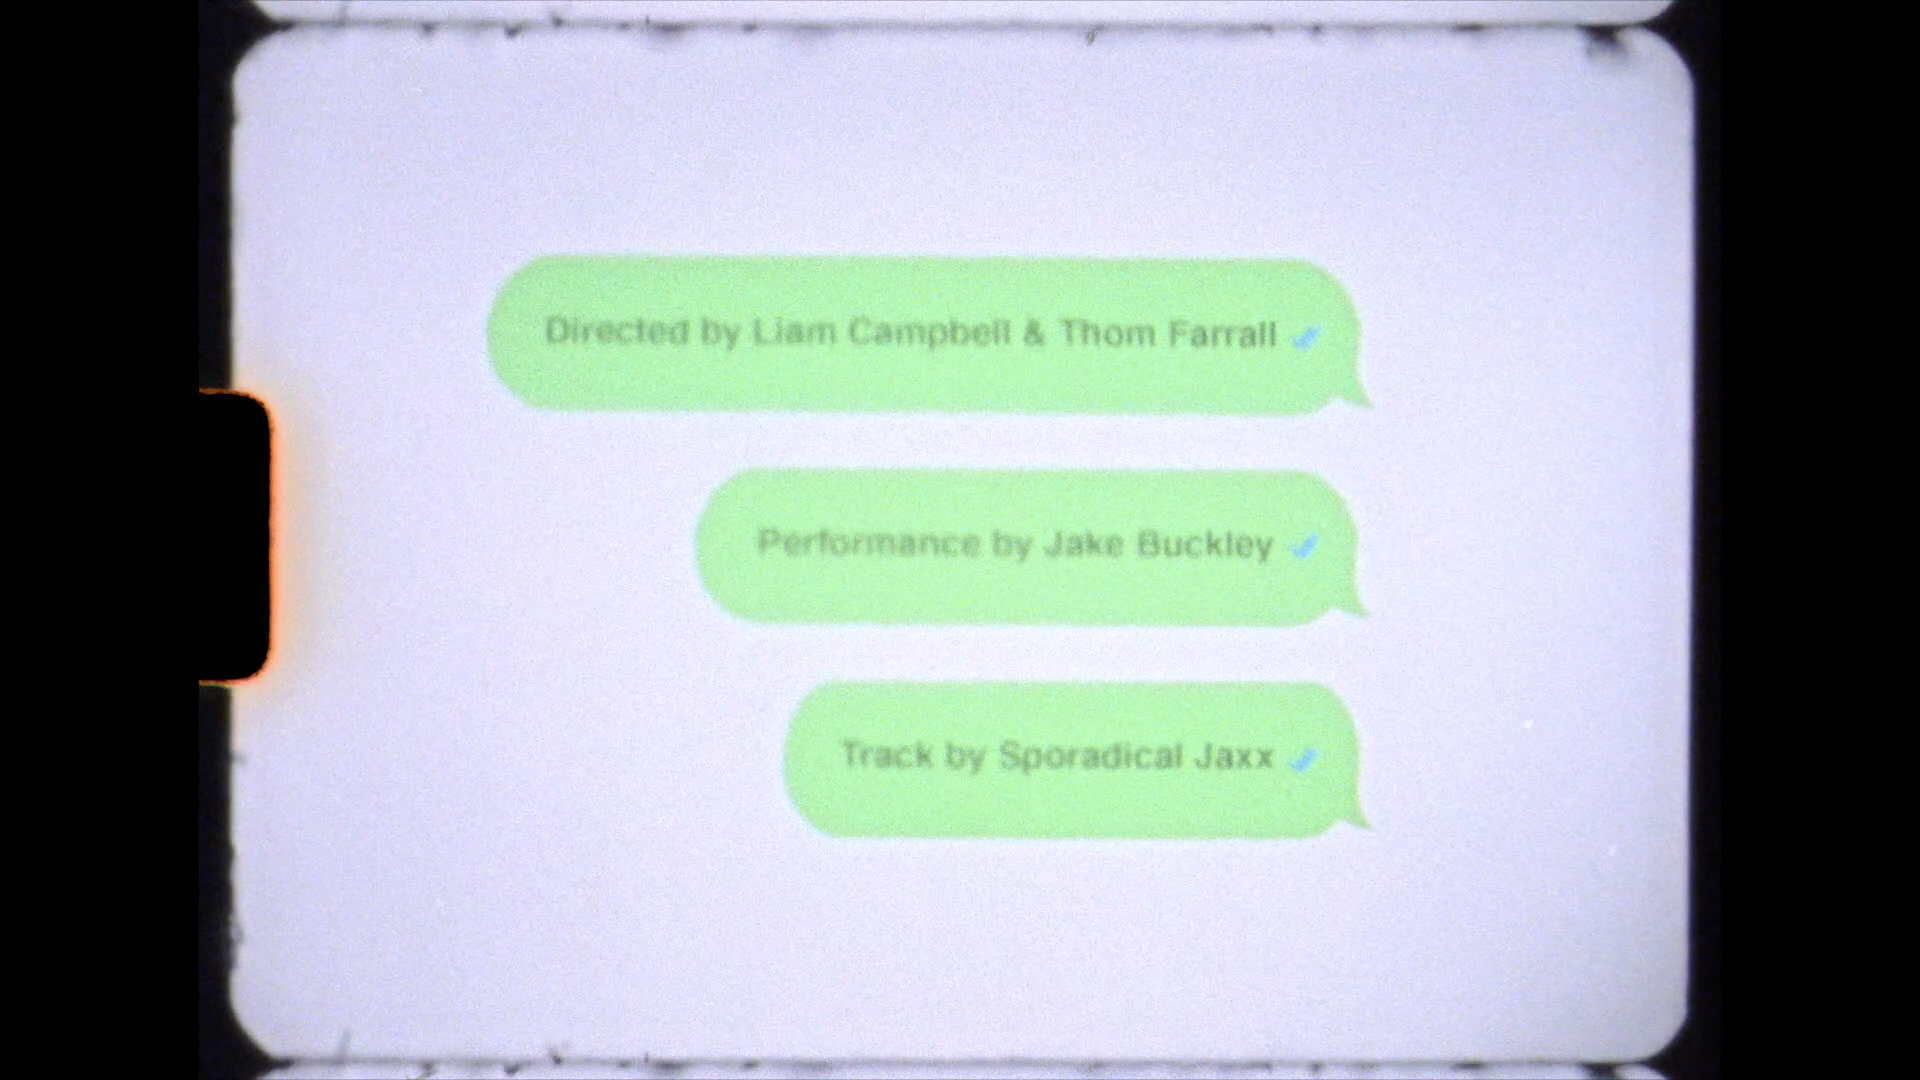 Directed by Liam Campbell & Thom Farrall
Performance by Jake Buckley
Track by Sporadical Jaxx